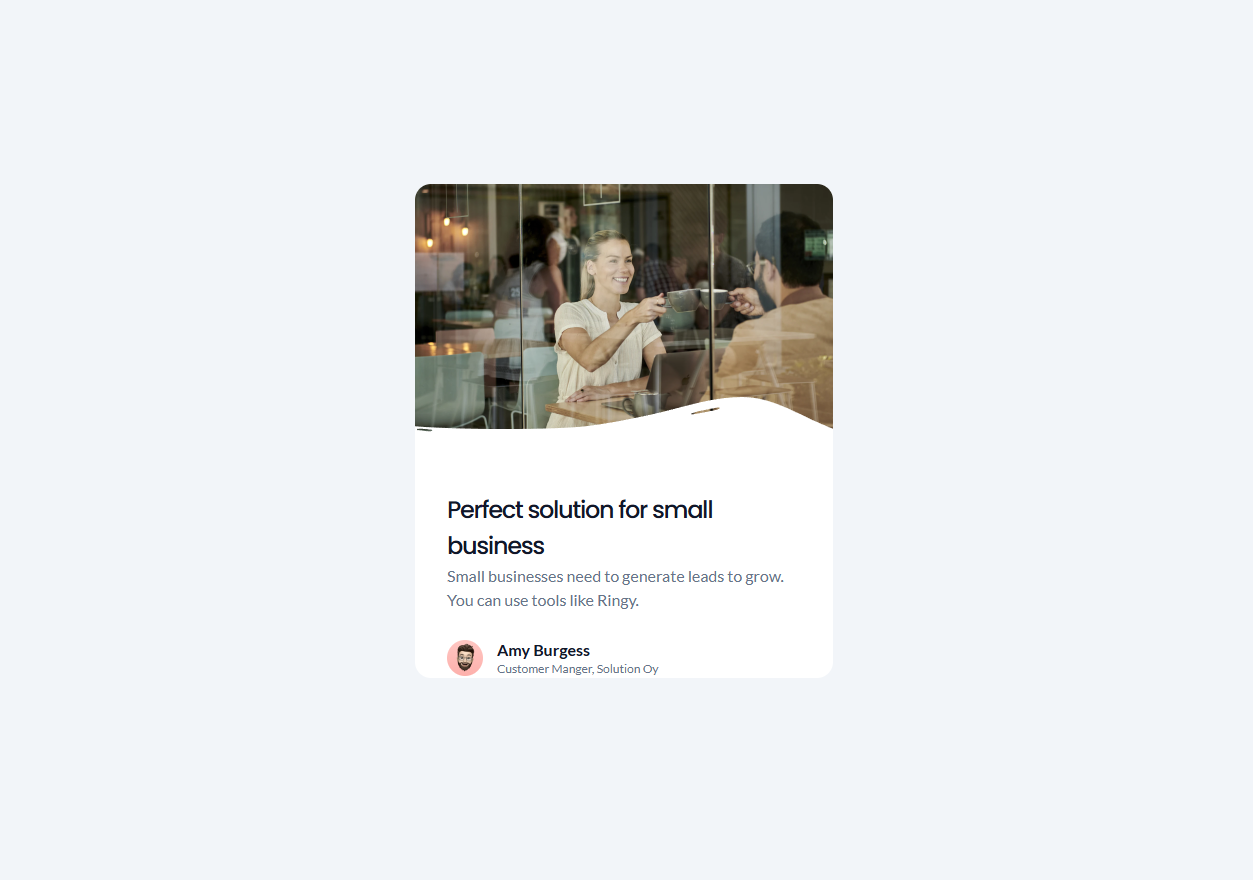 Perfect solution for small
business
Small businesses need to generate leads to grow.
You can use tools like Ringy.
Amy Burgess
Customer Manger, Solution Oy